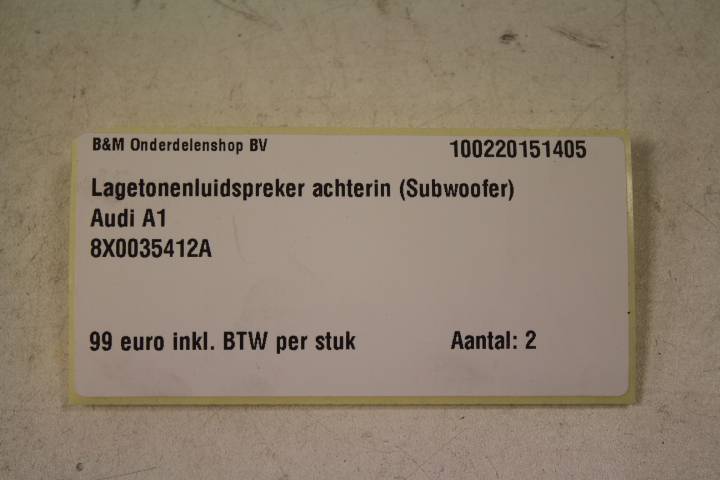 B&M Onderdelenshop BV
100220151405
Lagetonenluidspreker achterin (Subwoofer)
Audi A1
8X0035412A
99 euro inkl. BTW per stuk
Aantal: 2